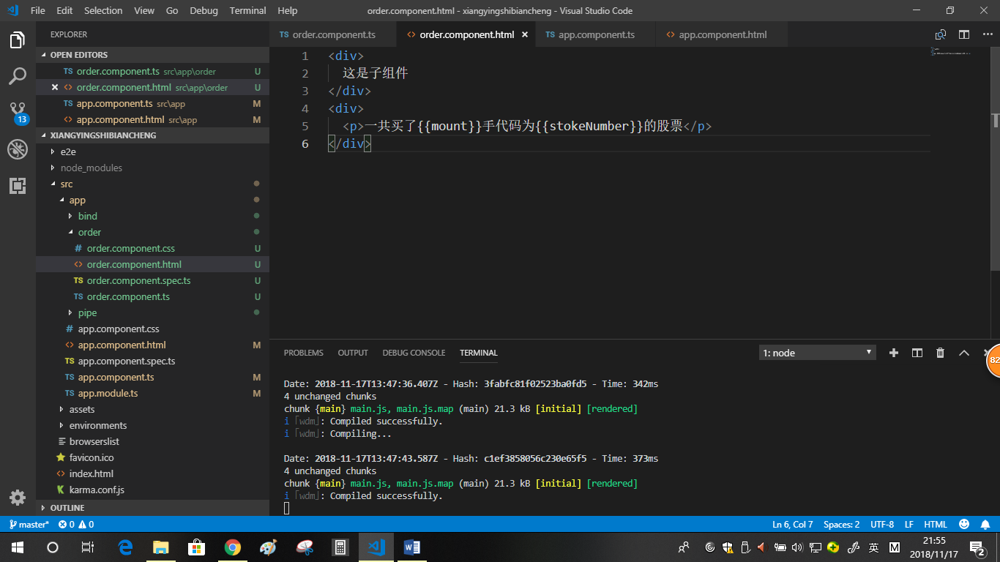 File Edit Selection View Go Debug Terminal Help order.component.html - xiangyingshibiancheng - Visual Studio Code
EXPLORER
OPEN EDITORS
TS order.component.ts src\app\order U
<> order.component.html src\app\order U
TS app.component.ts src\app M
<> app.component.html src\app M
13
XIANGYINGSHIBIANCHENG
e2e
node_modules
src
app
bind
order
# order.component.css U
<> order.component.html U
TS order.component.spec.ts U
TS order.component.ts U
pipe
# app.component.css
<> app.component.html M
TS app.component.spec.ts
TS app.component.ts M
TS app.module.ts M
assets
environments
browserslist
favicon.ico
<> index.html
karma.conf.js
OUTLINE
TS order.component.ts <> order.component.html TS app.component.ts <> app.component.html
1 <div>
2 这是子组件
3 </div>
4 <div>
5 <p>一共买了{{mount}}手代码为{{stokeNumber}}的股票</p>
6 </div>
PROBLEMS OUTPUT DEBUG CONSOLE TERMINAL 1: node
82
Date: 2018-11-17T13:47:36.407Z - Hash: 3fabfc81f02523ba0fd5 - Time: 342ms
4 unchanged chunks
chunk {main} main.js, main.js.map (main) 21.3 kB [initial] [rendered]
i ｢wdm｣: Compiled successfully.
i ｢wdm｣: Compiling...
Date: 2018-11-17T13:47:43.587Z - Hash: c1ef3858056c230e65f5 - Time: 373ms
4 unchanged chunks
chunk {main} main.js, main.js.map (main) 21.3 kB [initial] [rendered]
i ｢wdm｣: Compiled successfully.
master* 0 0 Ln 6, Col 7 Spaces: 2 UTF-8 LF HTML
英 M 21:55
2018/11/17 2